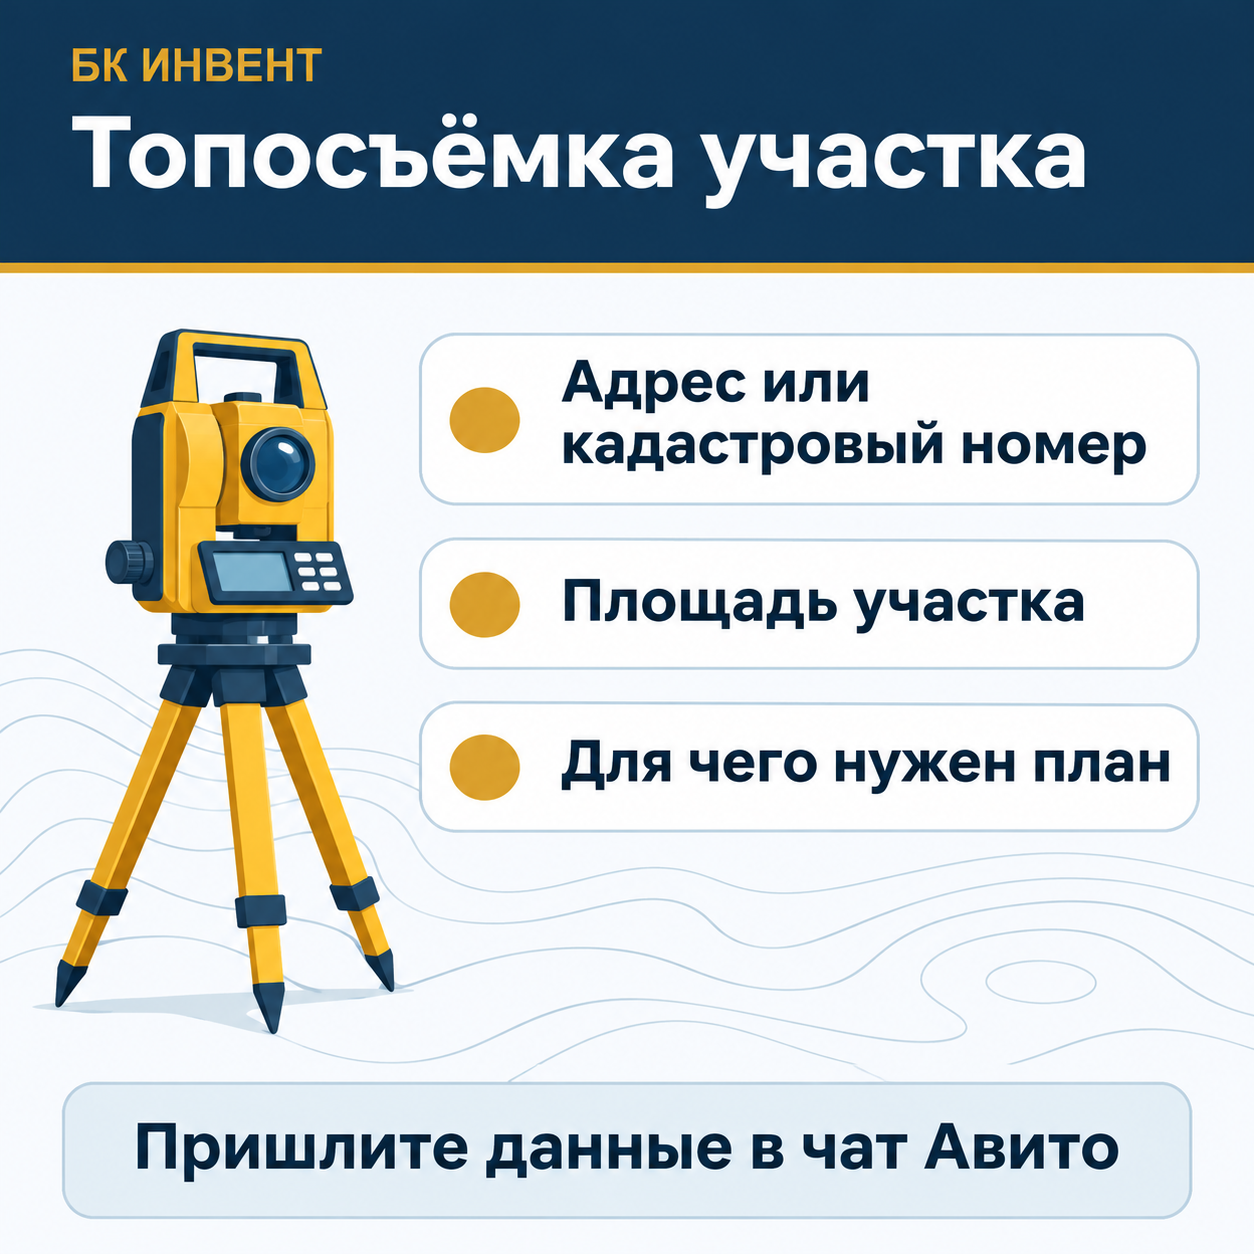 БК ИНВЕНТ
Топосъёмка участка
Адрес или
кадастровый номер
Площадь участка
Для чего нужен план
Пришлите данные в чат Авито